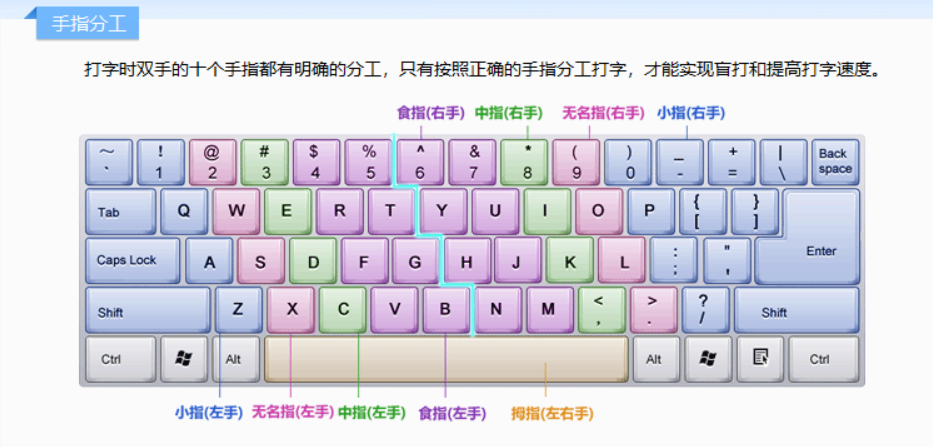 手指分工
打字时双手的十个手指都有明确的分工，只有按照正确的手指分工打字，才能实现盲打和提高打字速度。
食指(右手) 中指(右手) 无名指(右手) 小指(右手)
~ ! @ # $ % ^ & * ( ) _ + | Back
` 1 2 3 4 5 6 7 8 9 0 - = \ space
Tab Q W E R T Y U I O P { [ } ]
Caps Lock A S D F G H J K L : ; " ' Enter
Shift Z X C V B N M < , > . ? / Shift
Ctrl Alt Alt Ctrl
小指(左手) 无名指(左手) 中指(左手) 食指(左手) 拇指(左右手)